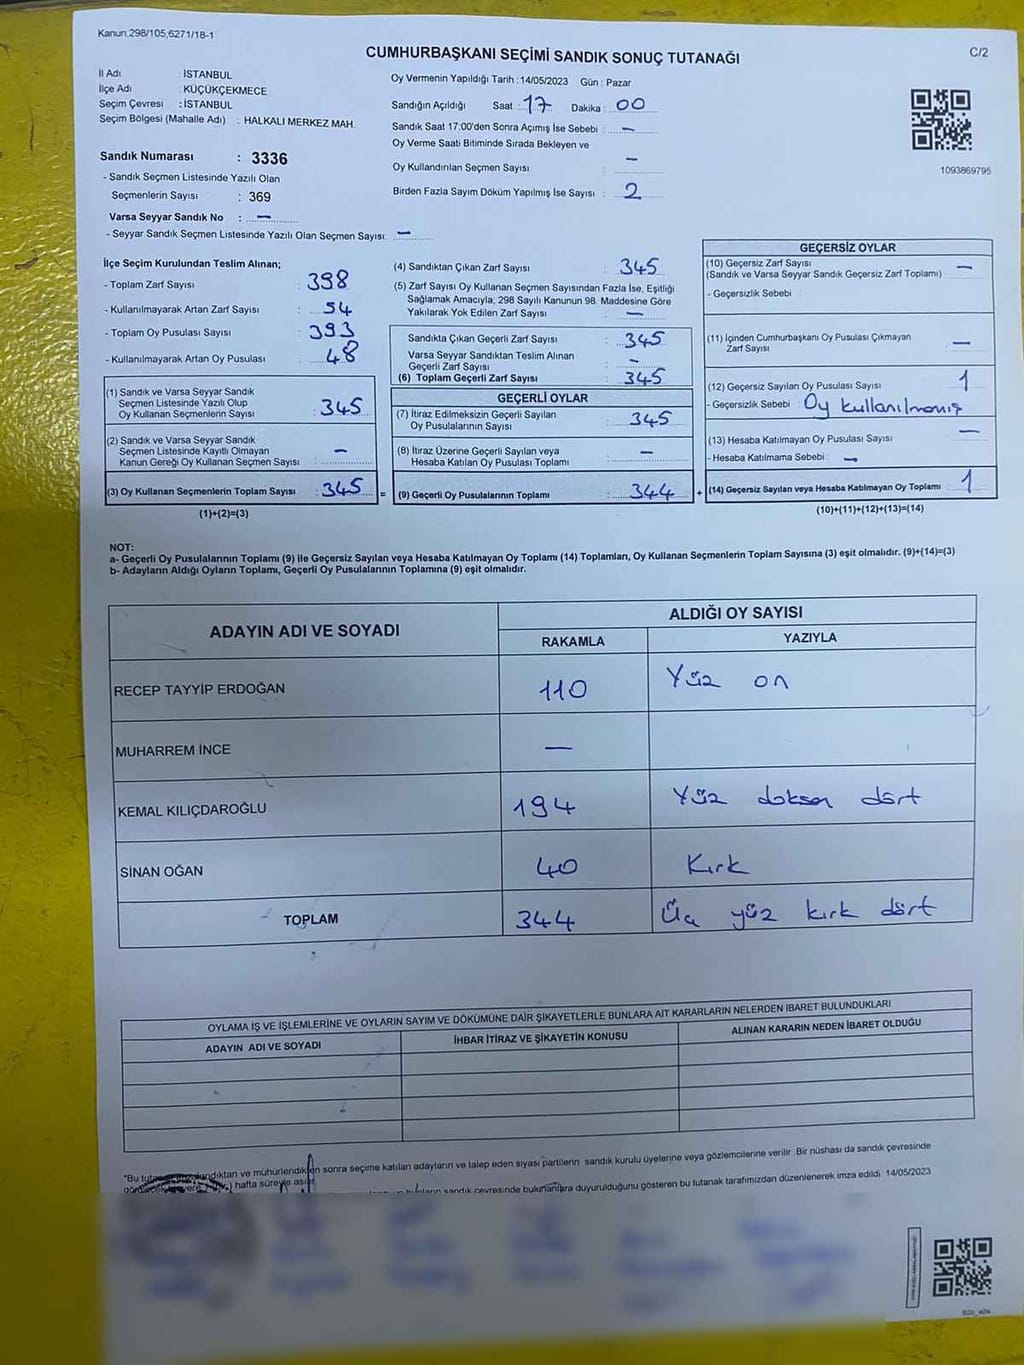 Kanun,298/105,6271/18-1
CUMHURBAŞKANI SEÇİMİ SANDIK SONUÇ TUTANAĞI
C/2
İl Adı : İSTANBUL
İlçe Adı : KÜÇÜKÇEKMECE
Seçim Çevresi : İSTANBUL
Seçim Bölgesi (Mahalle Adı) : HALKALI MERKEZ MAH.
Sandık Numarası : 3336
- Sandık Seçmen Listesinde Yazılı Olan
Seçmenlerin Sayısı : 369
Varsa Seyyar Sandık No : —
- Seyyar Sandık Seçmen Listesinde Yazılı Olan Seçmen Sayısı: —
Oy Vermenin Yapıldığı Tarih : 14/05/2023 Gün : Pazar
Sandığın Açıldığı Saat : 17 Dakika : 00
Sandık Saat 17:00'den Sonra Açımış İse Sebebi : —
Oy Verme Saati Bitiminde Sırada Bekleyen ve
Oy Kullandırılan Seçmen Sayısı : —
Birden Fazla Sayım Döküm Yapılmış İse Sayısı : 2
1093869795
İlçe Seçim Kurulundan Teslim Alınan;
- Toplam Zarf Sayısı : 398
- Kullanılmayarak Artan Zarf Sayısı : 54
- Toplam Oy Pusulası Sayısı : 393
- Kullanılmayarak Artan Oy Pusulası : 48
(1) Sandık ve Varsa Seyyar Sandık
Seçmen Listesinde Yazılı Olup
Oy Kullanan Seçmenlerin Sayısı : 345
(2) Sandık ve Varsa Seyyar Sandık
Seçmen Listesinde Kayıtlı Olmayan
Kanun Gereği Oy Kullanan Seçmen Sayısı : —
(3) Oy Kullanan Seçmenlerin Toplam Sayısı : 345 =
(1)+(2)=(3)
(4) Sandıktan Çıkan Zarf Sayısı : 345
(5) Zarf Sayısı Oy Kullanan Seçmen Sayısından Fazla İse, Eşitliği
Sağlamak Amacıyla, 298 Sayılı Kanunun 98. Maddesine Göre
Yakılarak Yok Edilen Zarf Sayısı : —
Sandıkta Çıkan Geçerli Zarf Sayısı : 345
Varsa Seyyar Sandıktan Teslim Alınan
Geçerli Zarf Sayısı : —
(6) Toplam Geçerli Zarf Sayısı : 345
GEÇERLİ OYLAR
(7) İtiraz Edilmeksizin Geçerli Sayılan
Oy Pusulalarının Sayısı : 345
(8) İtiraz Üzerine Geçerli Sayılan veya
Hesaba Katılan Oy Pusulası Toplamı : —
(9) Geçerli Oy Pusulalarının Toplamı : 344 +
GEÇERSİZ OYLAR
(10) Geçersiz Zarf Sayısı —
(Sandık ve Varsa Seyyar Sandık Geçersiz Zarf Toplamı)
- Geçersizlik Sebebi :
(11) İçinden Cumhurbaşkanı Oy Pusulası Çıkmayan
Zarf Sayısı —
(12) Geçersiz Sayılan Oy Pusulası Sayısı 1
- Geçersizlik Sebebi : Oy kullanılmamış
(13) Hesaba Katılmayan Oy Pusulası Sayısı —
- Hesaba Katılmama Sebebi : —
(14) Geçersiz Sayılan veya Hesaba Katılmayan Oy Toplamı : 1
(10)+(11)+(12)+(13)=(14)
NOT:
a- Geçerli Oy Pusulalarının Toplamı (9) ile Geçersiz Sayılan veya Hesaba Katılmayan Oy Toplamı (14) Toplamları, Oy Kullanan Seçmenlerin Toplam Sayısına (3) eşit olmalıdır. (9)+(14)=(3)
b- Adayların Aldığı Oyların Toplamı, Geçerli Oy Pusulalarının Toplamına (9) eşit olmalıdır.
ADAYIN ADI VE SOYADI
ALDIĞI OY SAYISI
RAKAMLA YAZIYLA
RECEP TAYYİP ERDOĞAN 110 Yüz on
MUHARREM İNCE —
KEMAL KILIÇDAROĞLU 194 Yüz doksan dört
SİNAN OĞAN 40 Kırk
TOPLAM 344 Üç yüz kırk dört
OYLAMA İŞ VE İŞLEMLERİNE VE OYLARIN SAYIM VE DÖKÜMÜNE DAİR ŞİKAYETLERLE BUNLARA AİT KARARLARIN NELERDEN İBARET BULUNDUKLARI
ADAYIN ADI VE SOYADI İHBAR İTİRAZ VE ŞİKAYETİN KONUSU ALINAN KARARIN NEDEN İBARET OLDUĞU
*Bu sonra seçime katılan adayların ve talep eden siyasi partilerin sandık kurulu üyelerine veya gözlemcilerine verilir. Bir nüshası da sandık çevresinde
hafta süreyle sandık çevresinde bulunanlara duyurulduğunu gösteren bu tutanak tarafımızdan düzenlenerek imza edildi. 14/05/2023